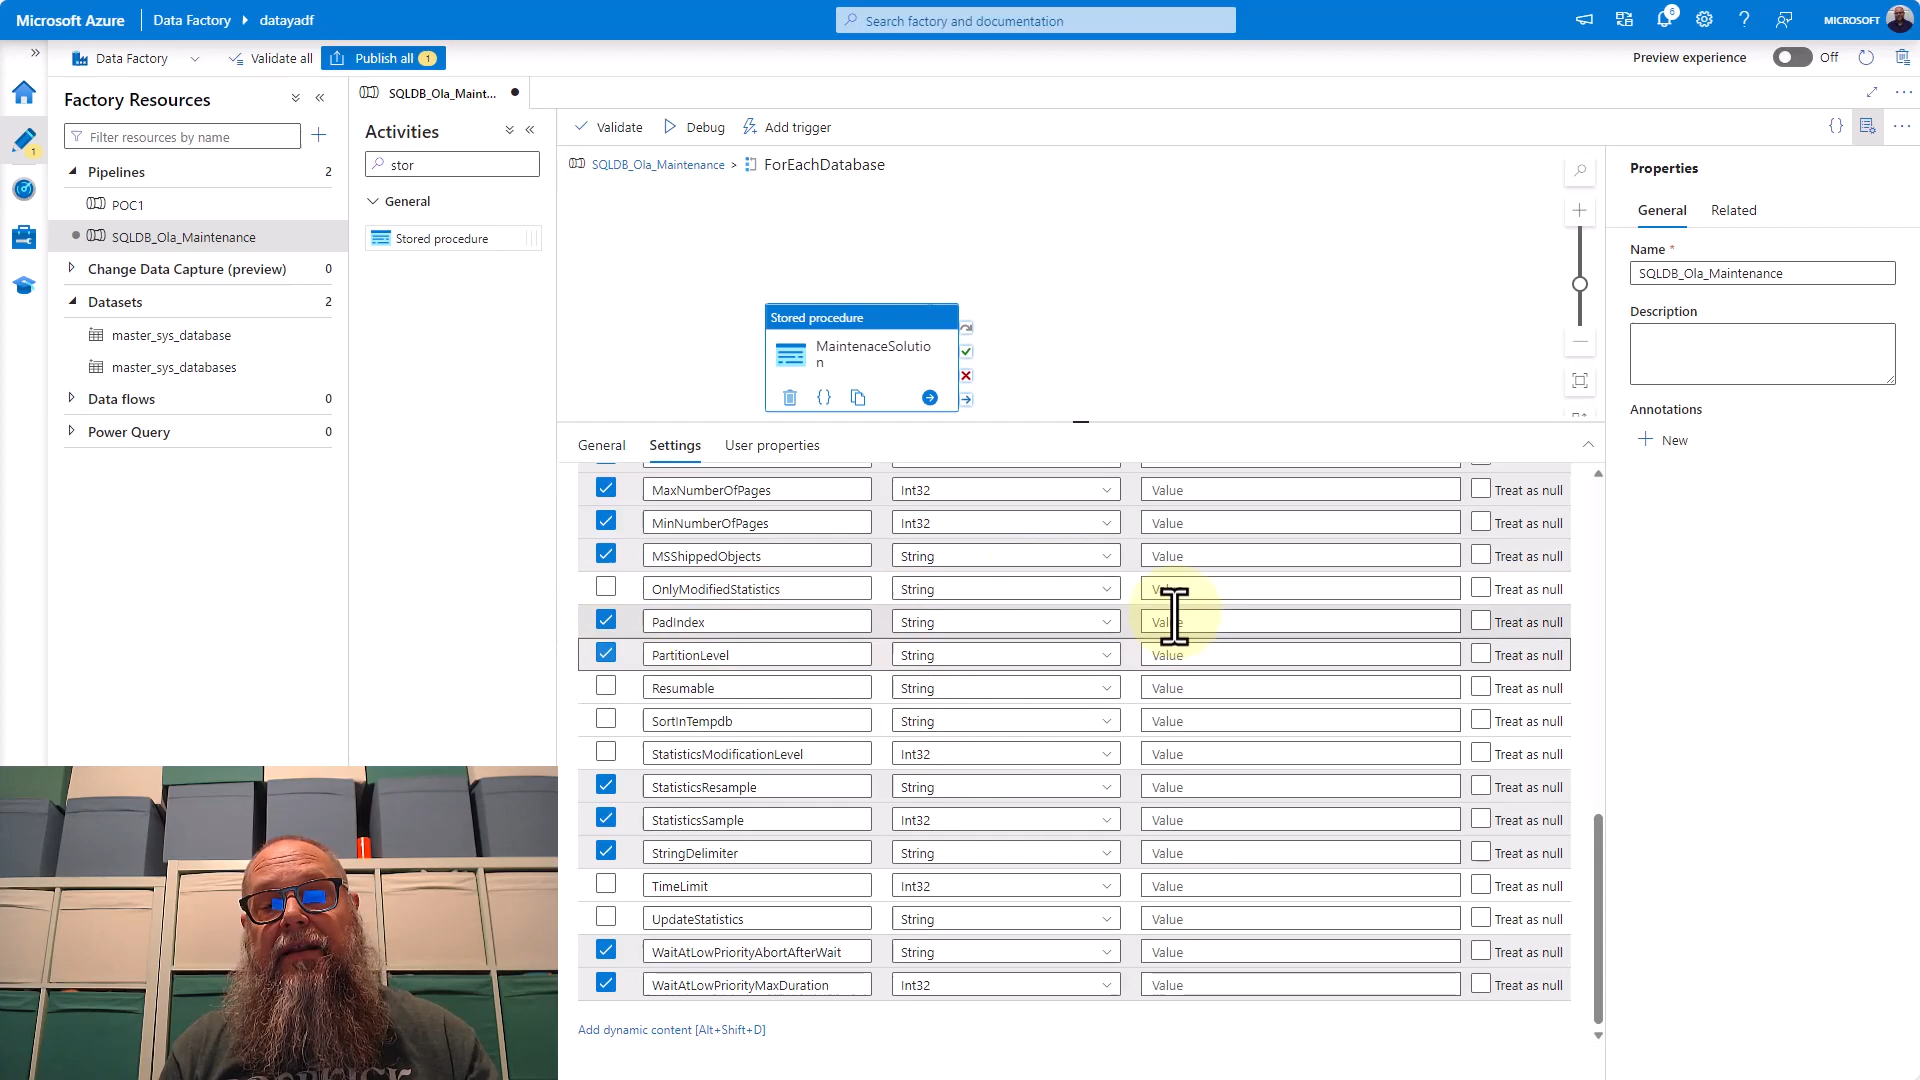 Microsoft Azure
Data Factory
datayadf
Search factory and documentation
6
MICROSOFT
Data Factory
Validate all
Publish all
1
Preview experience
Off
1
Factory Resources
Filter resources by name
Pipelines
2
POC1
SQLDB_Ola_Maintenance
Change Data Capture (preview)
0
Datasets
2
master_sys_database
master_sys_databases
Data flows
0
Power Query
0
SQLDB_Ola_Maint...
Activities
stor
General
Stored procedure
Validate
Debug
Add trigger
SQLDB_Ola_Maintenance > ForEachDatabase
Stored procedure
MaintenaceSolutio
n
General
Settings
User properties
MaxNumberOfPages Int32 Value Treat as null
MinNumberOfPages Int32 Value Treat as null
MSShippedObjects String Value Treat as null
OnlyModifiedStatistics String Value Treat as null
PadIndex String Value Treat as null
PartitionLevel String Value Treat as null
Resumable String Value Treat as null
SortInTempdb String Value Treat as null
StatisticsModificationLevel Int32 Value Treat as null
StatisticsResample String Value Treat as null
StatisticsSample Int32 Value Treat as null
StringDelimiter String Value Treat as null
TimeLimit Int32 Value Treat as null
UpdateStatistics String Value Treat as null
WaitAtLowPriorityAbortAfterWait String Value Treat as null
WaitAtLowPriorityMaxDuration Int32 Value Treat as null
Add dynamic content [Alt+Shift+D]
Properties
General
Related
Name *
SQLDB_Ola_Maintenance
Description
Annotations
New